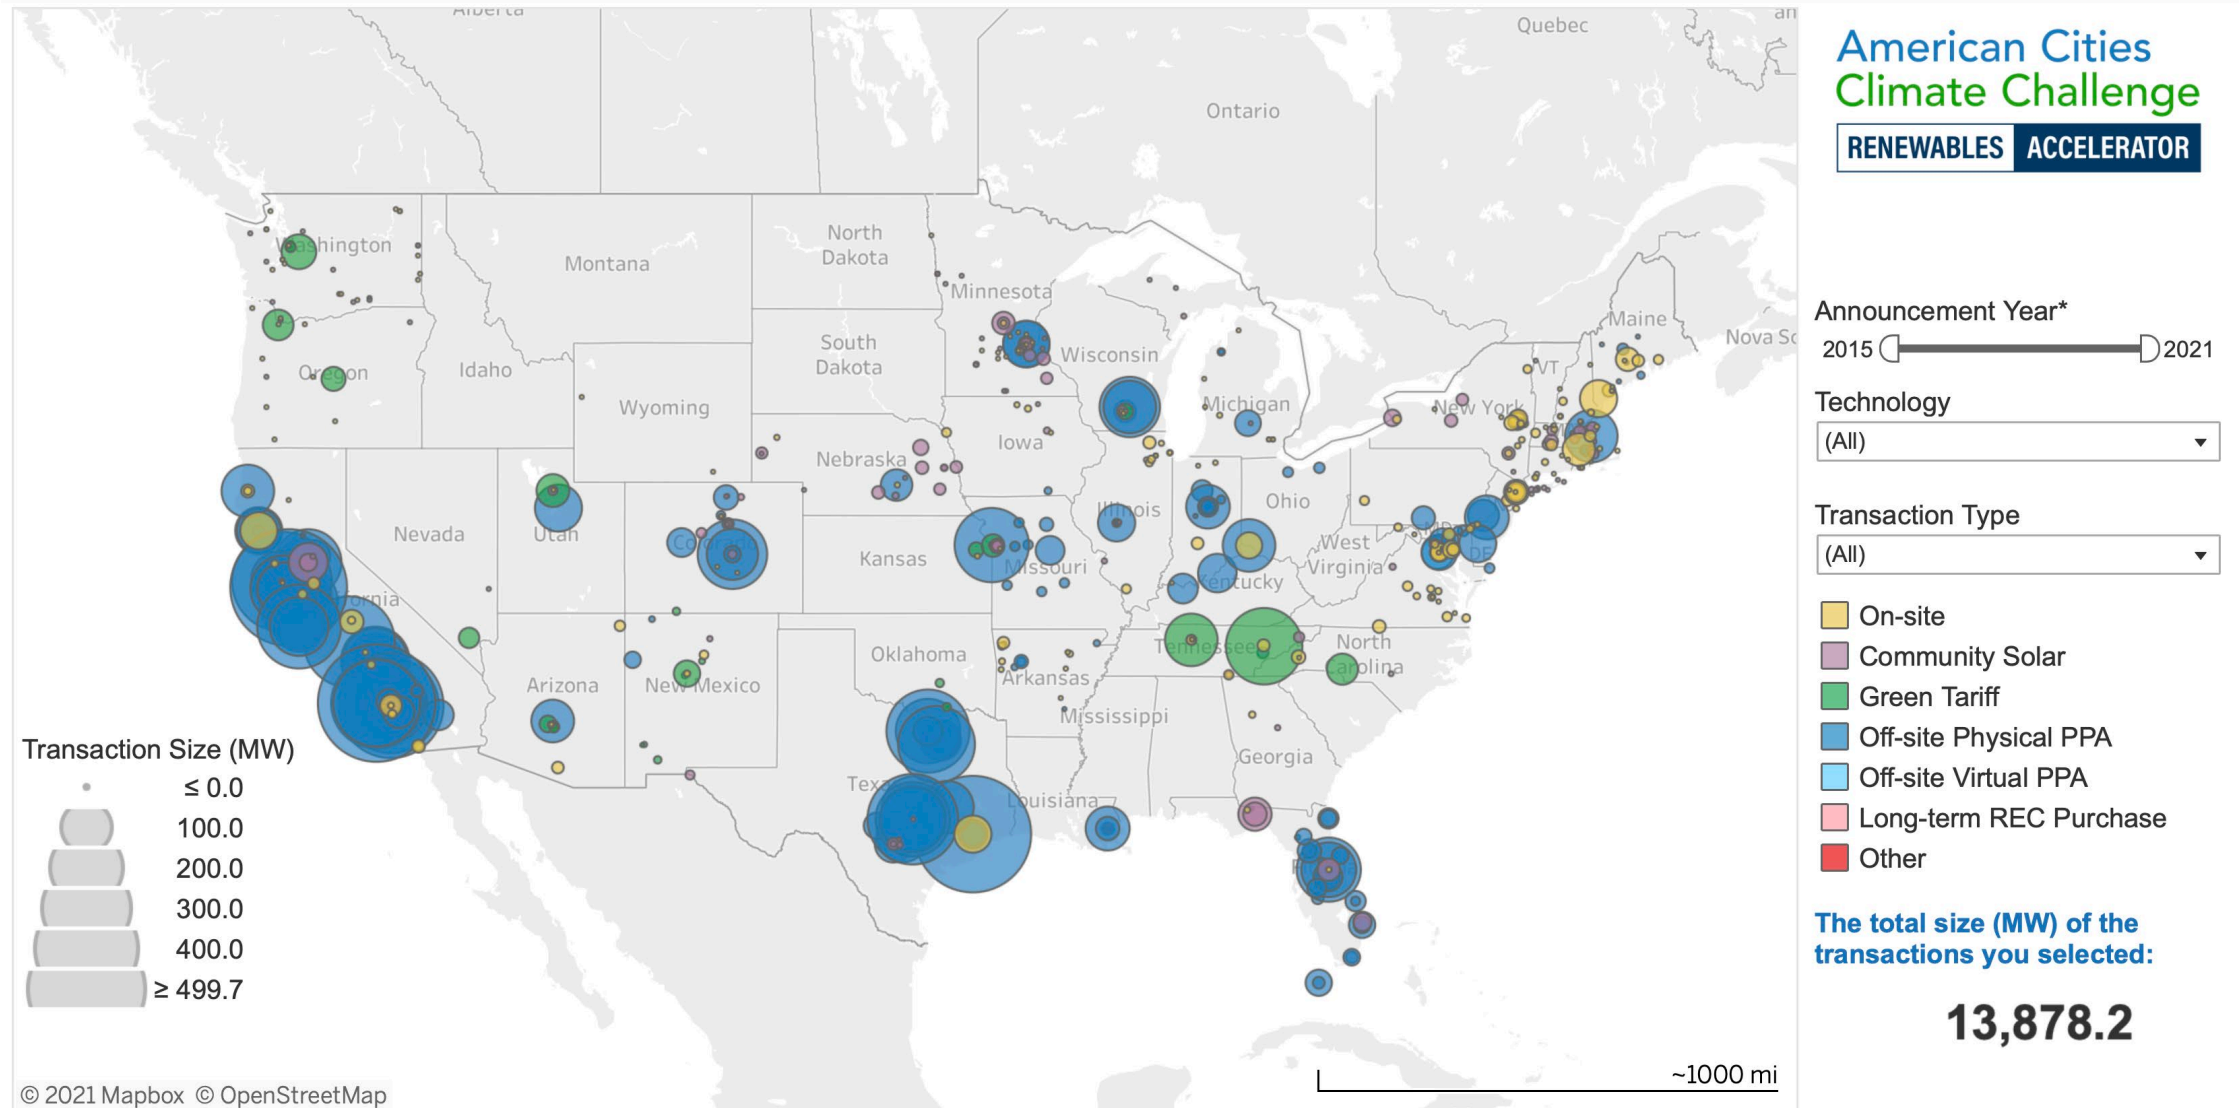 Alberta
Quebec
Ontario
Washington
Montana
North
Dakota
Minnesota
Maine
Nova Sc
South
Dakota
Wisconsin
VT
Oregon
Idaho
Wyoming
Michigan
New York
Iowa
Nebraska
Nevada
Utah
Colorado
Illinois
Ohio
MD
DE
Kansas
Missouri
West
Virginia
Kentucky
Oklahoma
Tennessee
North
Carolina
Arizona
New Mexico
Arkansas
Mississippi
Georgia
Louisiana
Transaction Size (MW)
≤ 0.0
100.0
200.0
300.0
400.0
≥ 499.7
© 2021 Mapbox © OpenStreetMap
~1000 mi
American Cities
Climate Challenge
RENEWABLES ACCELERATOR
Announcement Year*
2015 2021
Technology
(All)
Transaction Type
(All)
On-site
Community Solar
Green Tariff
Off-site Physical PPA
Off-site Virtual PPA
Long-term REC Purchase
Other
The total size (MW) of the
transactions you selected:
13,878.2